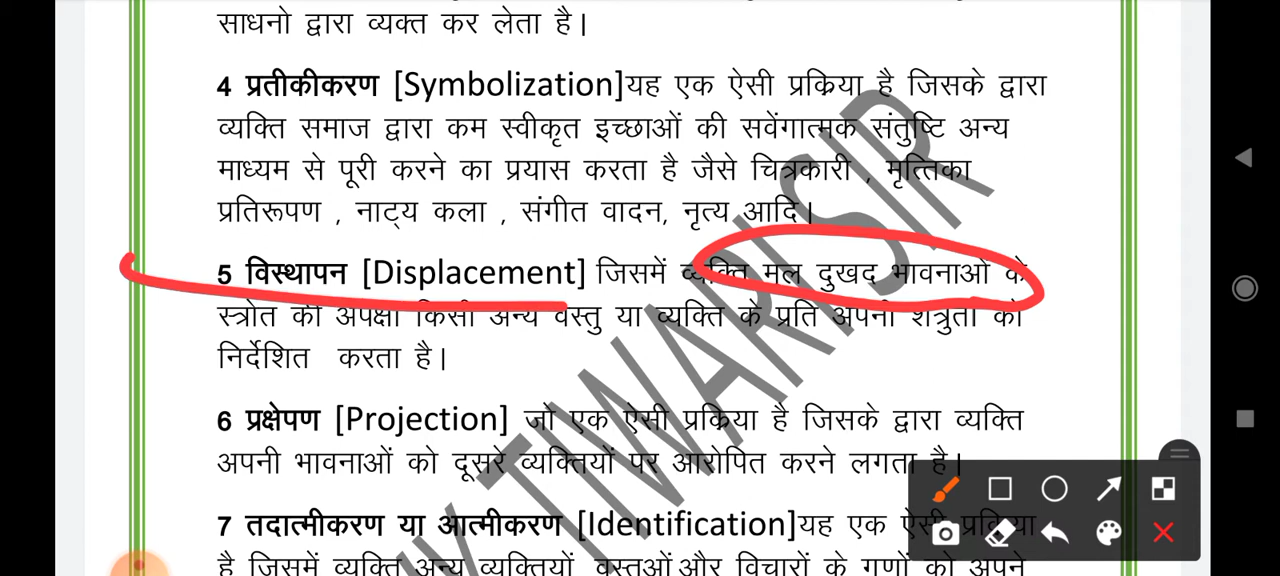 साधनो द्वारा व्यक्त कर लेता है।
4 प्रतीकीकरण [Symbolization]यह एक ऐसी प्रकिया है जिसके द्वारा
व्यक्ति समाज द्वारा कम स्वीकृत इच्छाओं की सवेंगात्मक संतुष्टि अन्य
माध्यम से पूरी करने का प्रयास करता है जैसे चित्रकारी , मृत्तिका
प्रतिरूपण , नाट्य कला , संगीत वादन, नृत्य आदि।
5 विस्थापन [Displacement] जिसमें व्यक्ति मूल दुखद भावनाओं के
स्त्रोत की अपेक्षा किसी अन्य वस्तु या व्यक्ति के प्रति अपनी शत्रुता को
निर्देशित करता है।
6 प्रक्षेपण [Projection] जो एक ऐसी प्रकिया है जिसके द्वारा व्यक्ति
अपनी भावनाओं को दूसरे व्यक्तियों पर आरोपित करने लगता है।
7 तदात्मीकरण या आत्मीकरण [Identification]यह एक ऐसी प्रकिया
है जिसमें व्यक्ति अन्य व्यक्तियों वस्तुओं और विचारों के गुणों को अपने
TIWARI SIR